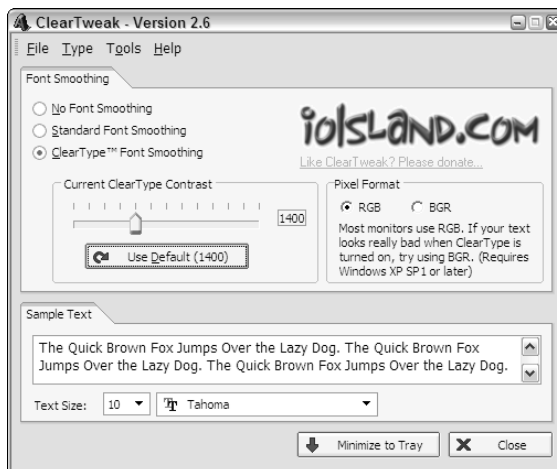 ClearTweak - Version 2.6
File Type Tools Help
Font Smoothing
No Font Smoothing
Standard Font Smoothing
ClearType™ Font Smoothing
ioIsland.com
Like ClearTweak? Please donate...
Current ClearType Contrast
1400
Use Default (1400)
Pixel Format
RGB BGR
Most monitors use RGB. If your text
looks really bad when ClearType is
turned on, try using BGR. (Requires
Windows XP SP1 or later)
Sample Text
The Quick Brown Fox Jumps Over the Lazy Dog. The Quick Brown Fox
Jumps Over the Lazy Dog. The Quick Brown Fox Jumps Over the Lazy Dog.
Text Size: 10 Tahoma
Minimize to Tray Close